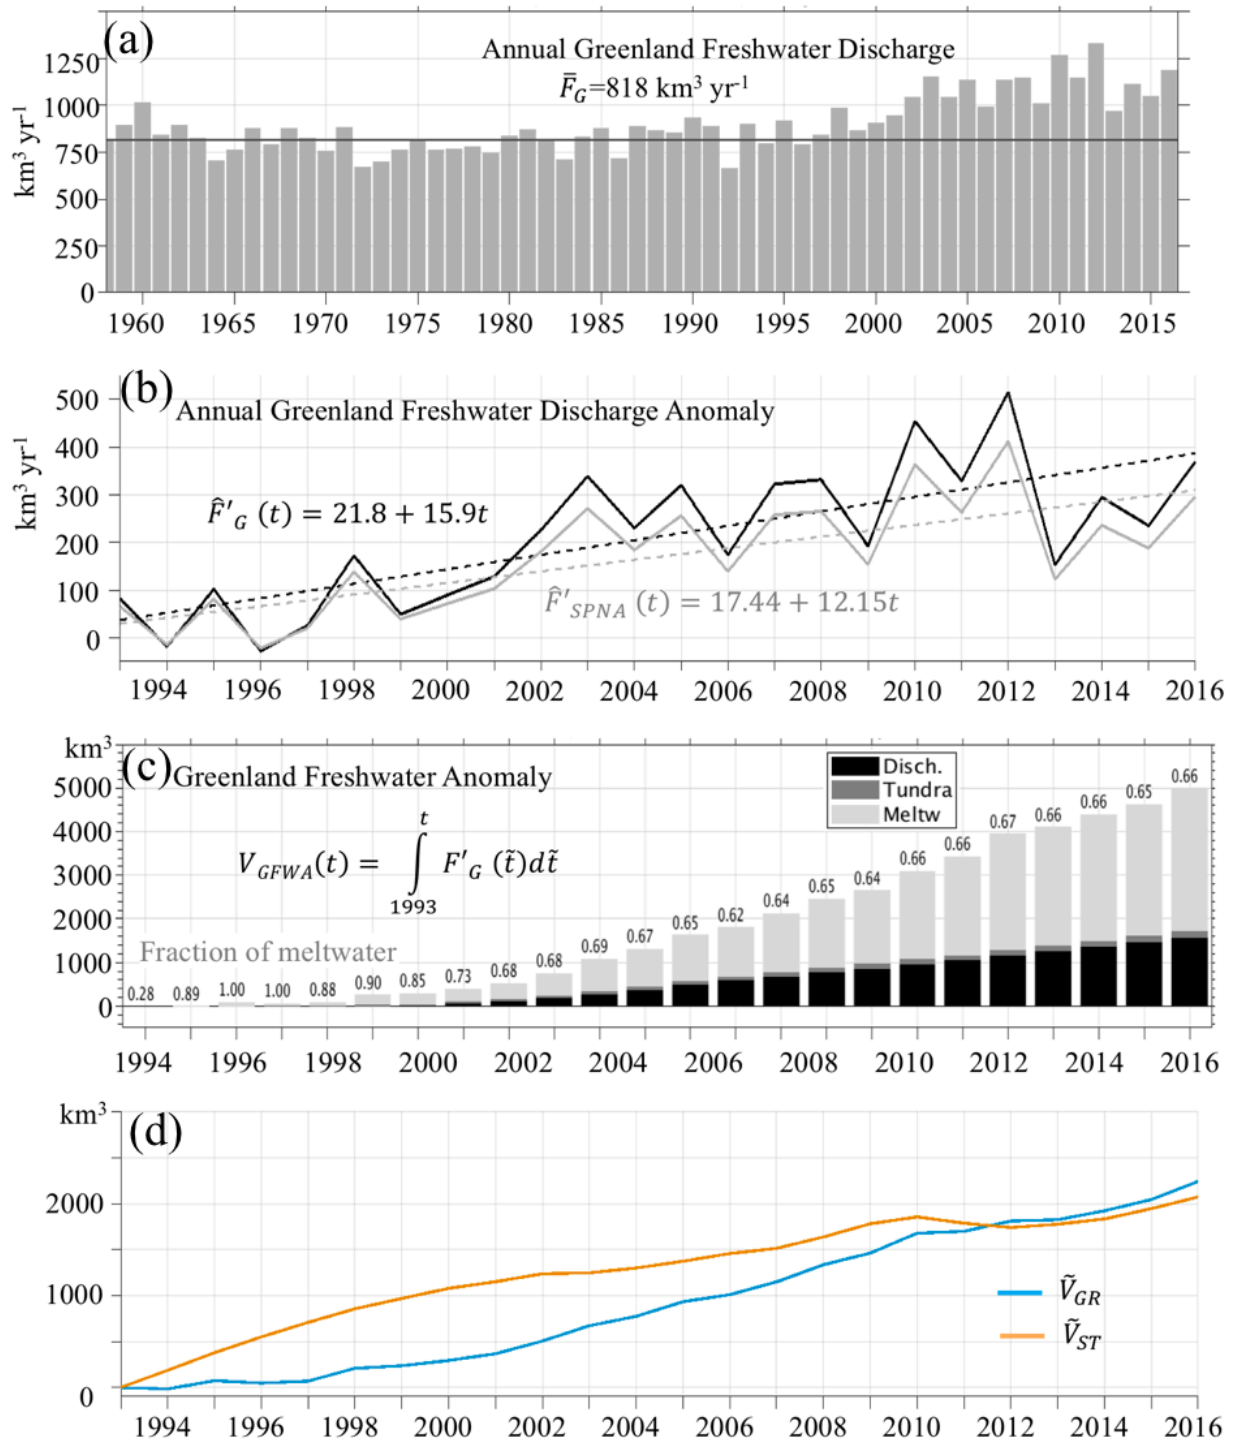 (a)
Annual Greenland Freshwater Discharge
F̄_G=818 km³ yr⁻¹
km³ yr⁻¹
1250
1000
750
500
250
0
1960 1965 1970 1975 1980 1985 1990 1995 2000 2005 2010 2015
(b)
Annual Greenland Freshwater Discharge Anomaly
km³ yr⁻¹
500
400
300
200
100
0
F̂'_G (t) = 21.8 + 15.9t
F̂'_SPNA (t) = 17.44 + 12.15t
1994 1996 1998 2000 2002 2004 2006 2008 2010 2012 2014 2016
km³
(c)
Greenland Freshwater Anomaly
Disch.
Tundra
Meltw
V_GFWA(t) = ∫_1993^t F'_G (t̃)dt̃
Fraction of meltwater
5000
4000
3000
2000
1000
0
0.28 0.89 1.00 1.00 0.88 0.90 0.85 0.73 0.68 0.68 0.69 0.67 0.65 0.62 0.64 0.65 0.64 0.66 0.66 0.67 0.66 0.66 0.65 0.66
1994 1996 1998 2000 2002 2004 2006 2008 2010 2012 2014 2016
km³
(d)
2000
1000
0
Ṽ_GR
Ṽ_ST
1994 1996 1998 2000 2002 2004 2006 2008 2010 2012 2014 2016